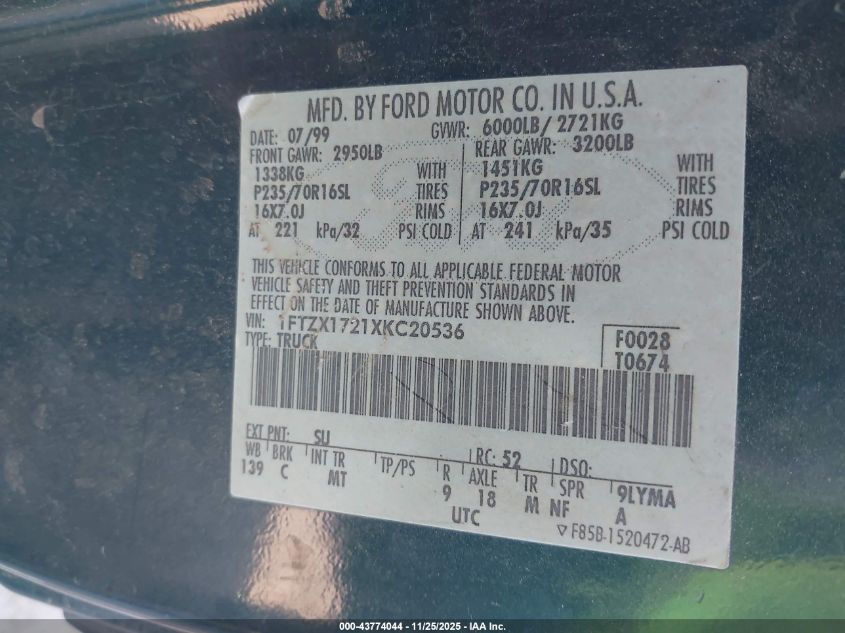 MFD. BY FORD MOTOR CO. IN U.S.A.
DATE: 07/99 GVWR: 6000LB/ 2721KG
FRONT GAWR: 2950LB REAR GAWR: 3200LB
1338KG WITH 1451KG WITH
P235/70R16SL TIRES P235/70R16SL TIRES
16X7.0J RIMS 16X7.0J RIMS
AT 221 kPa/32 PSI COLD AT 241 kPa/35 PSI COLD
THIS VEHICLE CONFORMS TO ALL APPLICABLE FEDERAL MOTOR
VEHICLE SAFETY AND THEFT PREVENTION STANDARDS IN
EFFECT ON THE DATE OF MANUFACTURE SHOWN ABOVE.
VIN: 1FTZX1721XKC20536 F0028
TYPE: TRUCK T0674
EXT PNT: SU RC: 52 DSO:
WB BRK INT TR TP/PS R AXLE TR SPR 9LYMA
139 C MT 9 18 M NF A
UTC
▽ F85B-1520472-AB
000-43774044 - 11/25/2025 - IAA Inc.